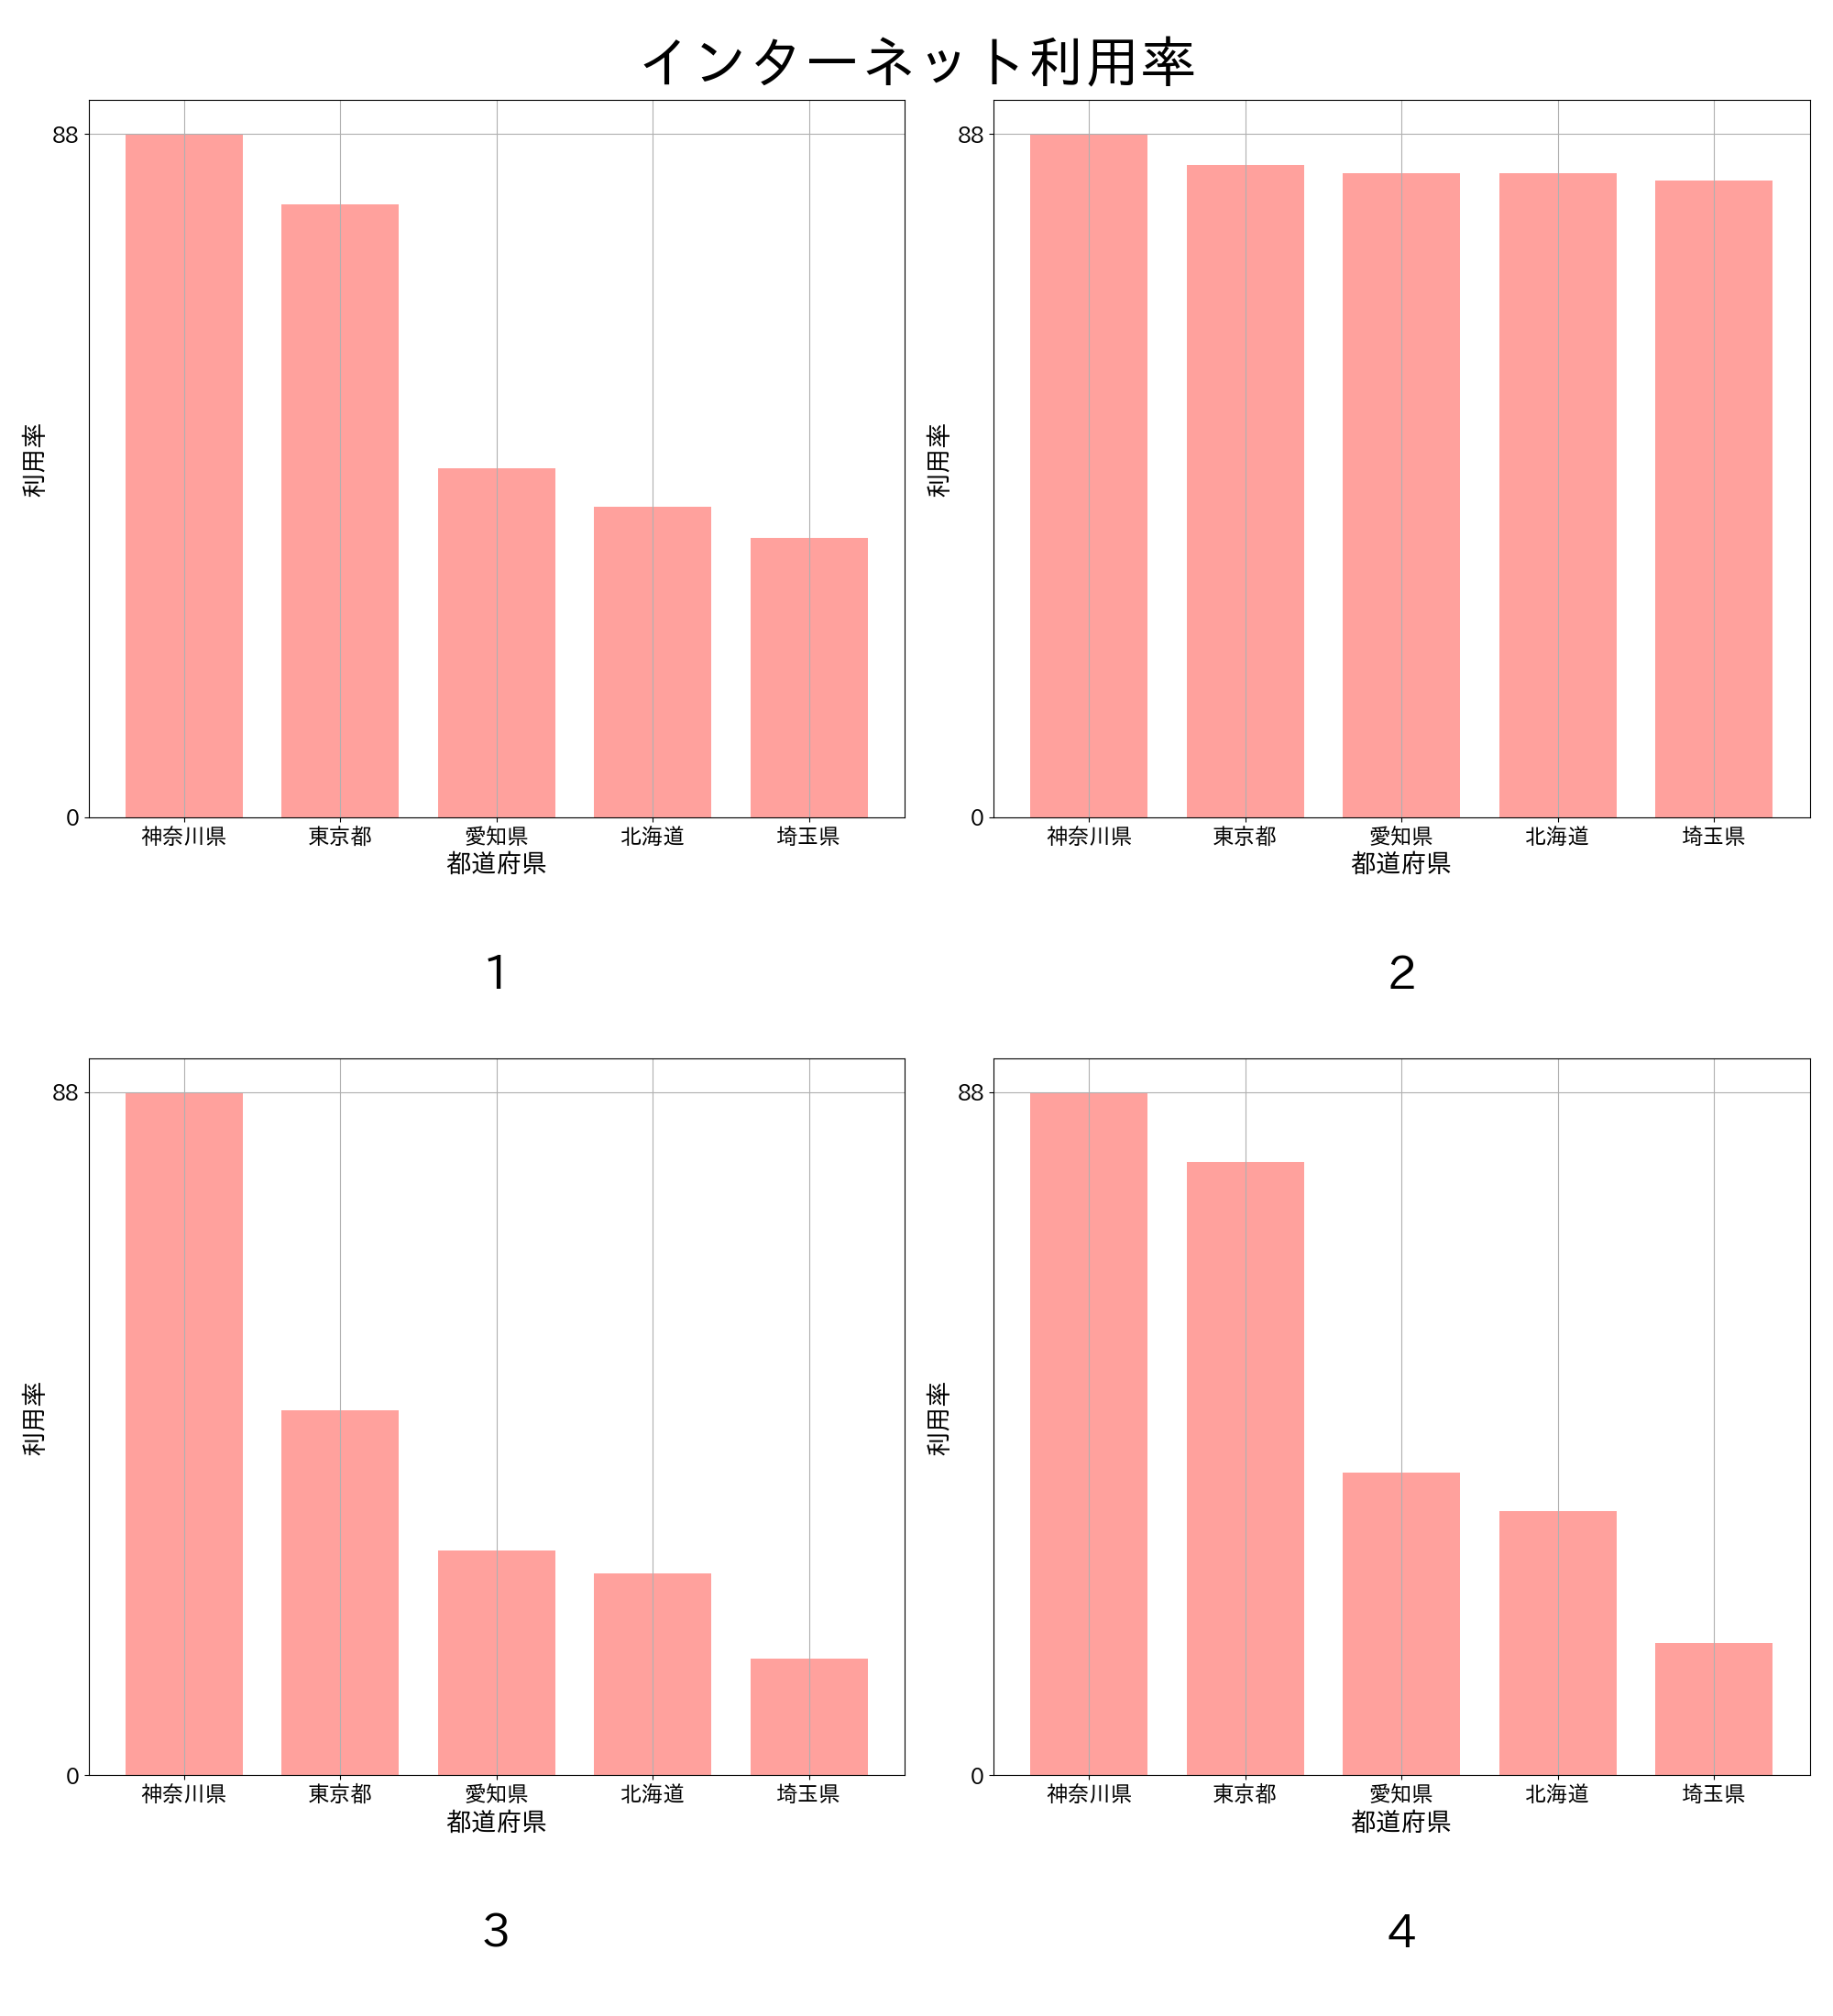 インターネット利用率
88
0
利用率
神奈川県 東京都 愛知県 北海道 埼玉県
都道府県
1
88
0
利用率
神奈川県 東京都 愛知県 北海道 埼玉県
都道府県
2
88
0
利用率
神奈川県 東京都 愛知県 北海道 埼玉県
都道府県
3
88
0
利用率
神奈川県 東京都 愛知県 北海道 埼玉県
都道府県
4